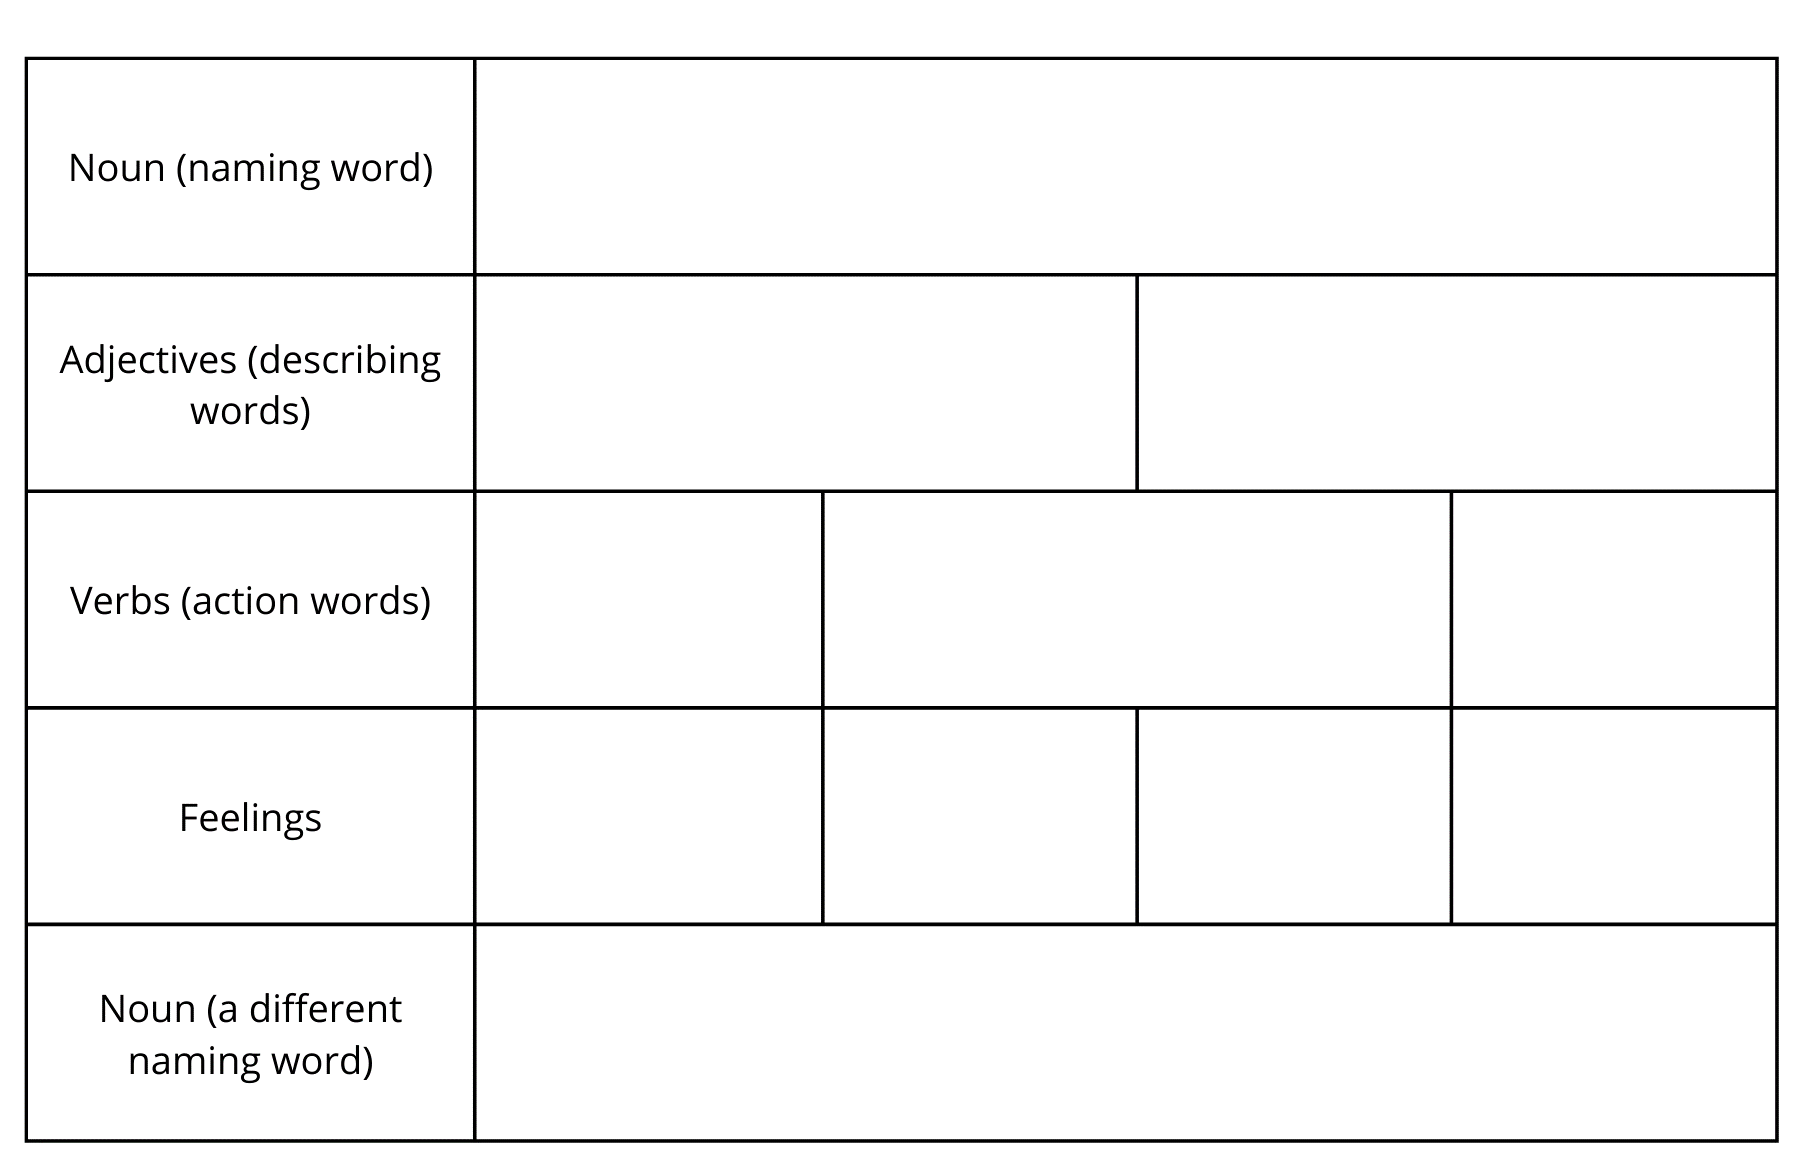 Noun (naming word)
Adjectives (describing
words)
Verbs (action words)
Feelings
Noun (a different
naming word)